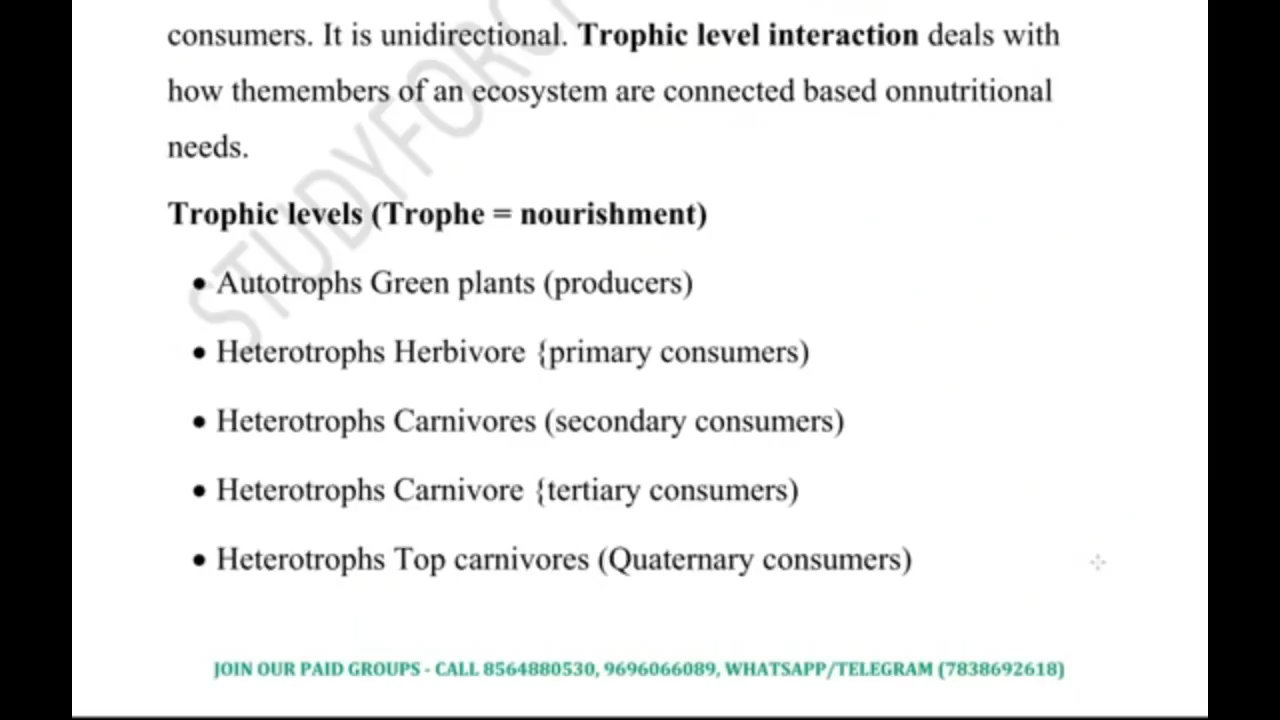 consumers. It is unidirectional. Trophic level interaction deals with
how themembers of an ecosystem are connected based onnutritional
needs.
Trophic levels (Trophe = nourishment)
• Autotrophs Green plants (producers)
• Heterotrophs Herbivore {primary consumers)
• Heterotrophs Carnivores (secondary consumers)
• Heterotrophs Carnivore {tertiary consumers)
• Heterotrophs Top carnivores (Quaternary consumers)
STUDYFORC
JOIN OUR PAID GROUPS - CALL 8564880530, 9696066089, WHATSAPP/TELEGRAM (7838692618)